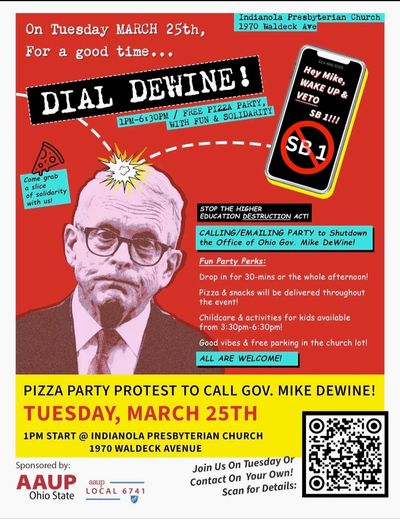 Indianola Presbyterian Church
1970 Waldeck Ave
On Tuesday MARCH 25th,
For a good time...
DIAL DEWINE!
1PM-6:30PM / FREE PIZZA PARTY,
WITH FUN & SOLIDARITY
Hey Mike,
WAKE UP &
VETO
SB 1!!!
SB 1
Come grab
a slice
of solidarity
with us!
STOP THE HIGHER
EDUCATION DESTRUCTION ACT!
CALLING/EMAILING PARTY to Shutdown
the Office of Ohio Gov. Mike DeWine!
Fun Party Perks:
Drop in for 30-mins or the whole afternoon!
Pizza & snacks will be delivered throughout
the event!
Childcare & activities for kids available
from 3:30pm-6:30pm!
Good vibes & free parking in the church lot!
ALL ARE WELCOME!
PIZZA PARTY PROTEST TO CALL GOV. MIKE DEWINE!
TUESDAY, MARCH 25TH
1PM START @ INDIANOLA PRESBYTERIAN CHURCH
1970 WALDECK AVENUE
Sponsored by:
AAUP
Ohio State
aaup
LOCAL 6741
Join Us On Tuesday Or
Contact On Your Own!
Scan for Details: